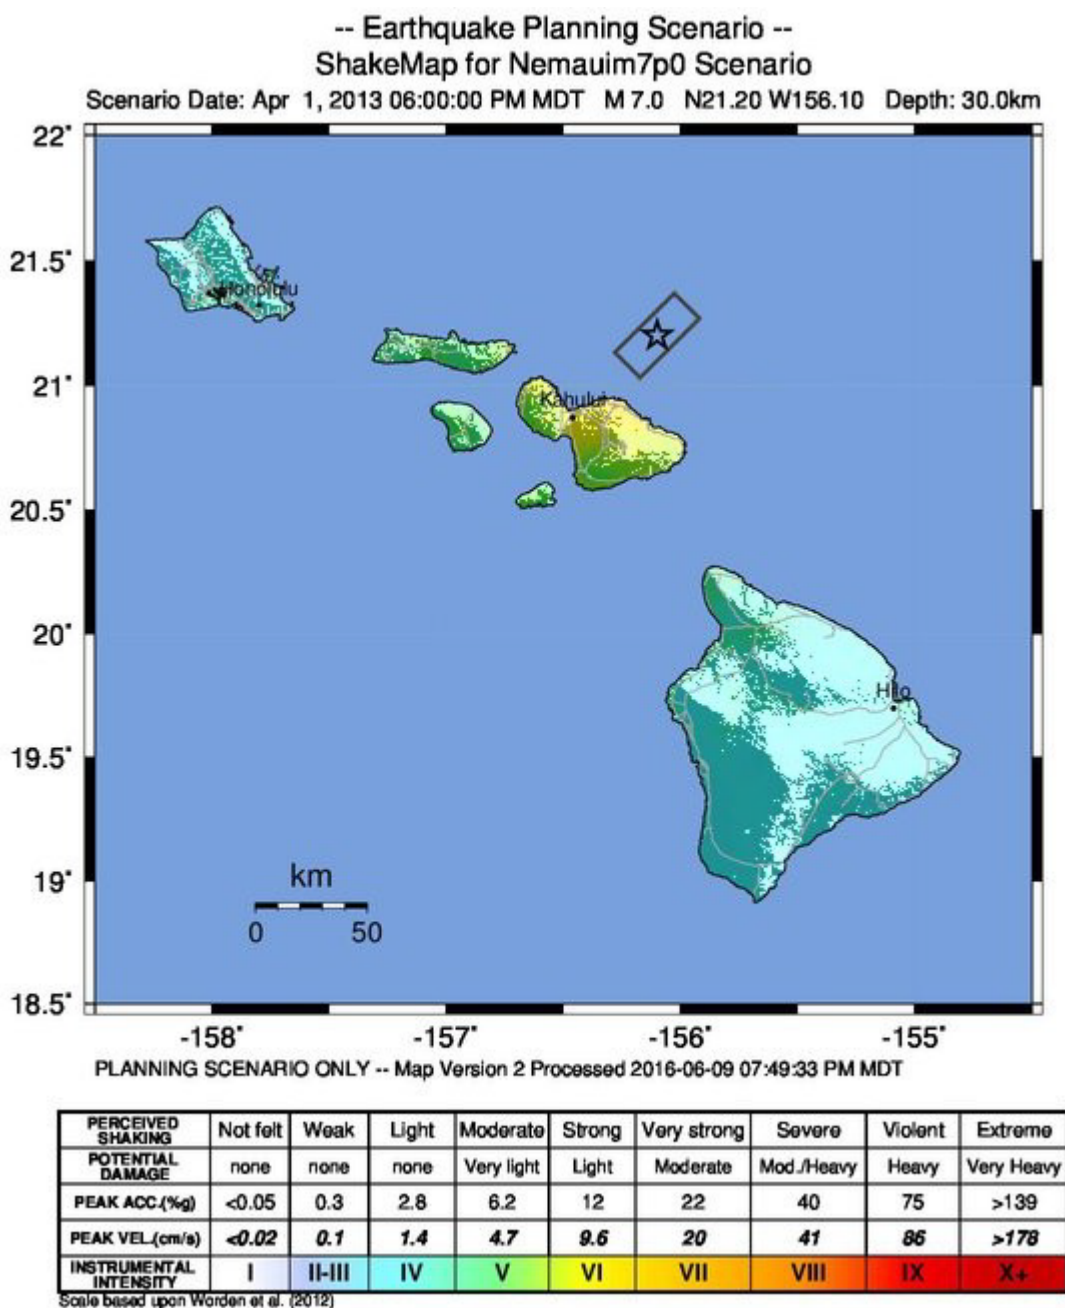 -- Earthquake Planning Scenario --
ShakeMap for Nemauim7p0 Scenario
Scenario Date: Apr 1, 2013 06:00:00 PM MDT M 7.0 N21.20 W156.10 Depth: 30.0km
22°
21.5°
21°
20.5°
20°
19.5°
19°
18.5°
Honolulu
Kahului
Hilo
km
0 50
-158° -157° -156° -155°
PLANNING SCENARIO ONLY -- Map Version 2 Processed 2016-06-09 07:49:33 PM MDT
PERCEIVED SHAKING Not felt Weak Light Moderate Strong Very strong Severe Violent Extreme
POTENTIAL DAMAGE none none none Very light Light Moderate Mod./Heavy Heavy Very Heavy
PEAK ACC.(%g) <0.05 0.3 2.8 6.2 12 22 40 75 >139
PEAK VEL.(cm/s) <0.02 0.1 1.4 4.7 9.6 20 41 86 >178
INSTRUMENTAL INTENSITY I II-III IV V VI VII VIII IX X+
Scale based upon Worden et al. (2012)